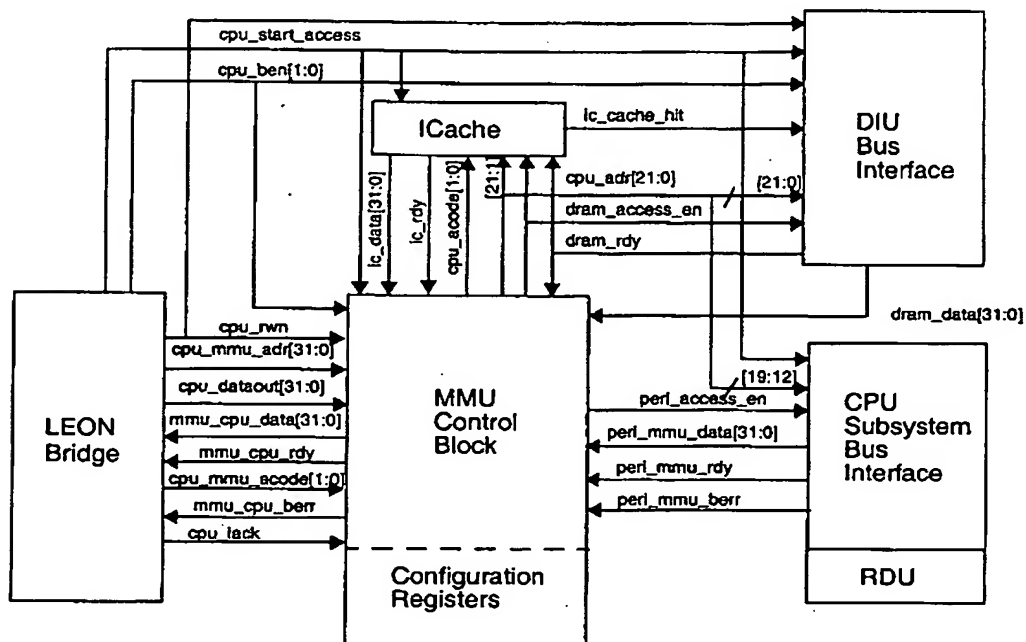 cpu_start_access
cpu_ben[1:0]
ICache
ic_cache_hit
DIU
Bus
Interface
ic_data[31:0]
ic_rdy
cpu_acode[1:0]
cpu_adr[21:0]
[21:0]
dram_access_en
dram_rdy
dram_data[31:0]
LEON
Bridge
cpu_rwn
cpu_mmu_adr[31:0]
cpu_dataout[31:0]
mmu_cpu_data[31:0]
mmu_cpu_rdy
cpu_mmu_acode[1:0]
mmu_cpu_berr
cpu_iack
MMU
Control
Block
Configuration
Registers
[19:12]
peri_access_en
peri_mmu_data[31:0]
peri_mmu_rdy
peri_mmu_berr
CPU
Subsystem
Bus
Interface
RDU